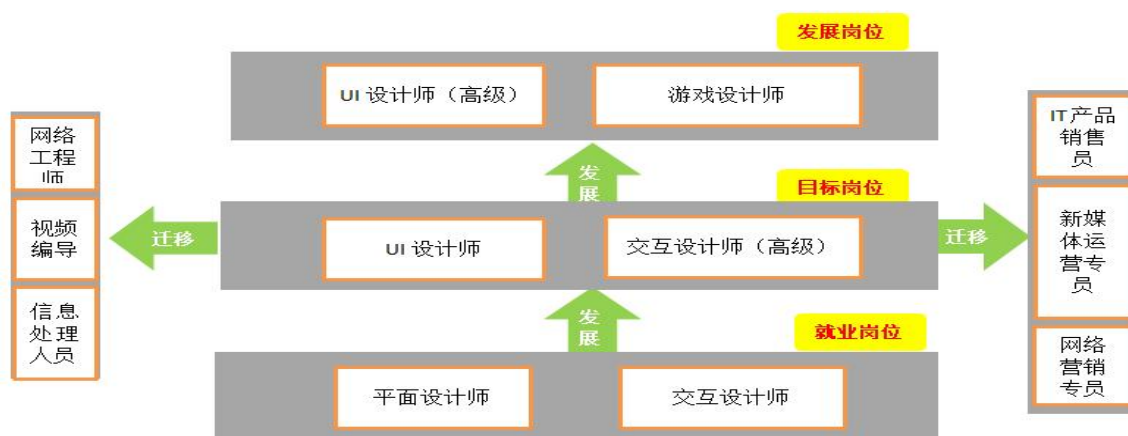 发展岗位
UI 设计师（高级）
游戏设计师
发
展
目标岗位
UI 设计师
交互设计师（高级）
发
展
就业岗位
平面设计师
交互设计师
迁移
网络
工程
师
视频
编导
信息
处理
人员
迁移
IT产品
销售
员
新媒
体运
营专
员
网络
营销
专员